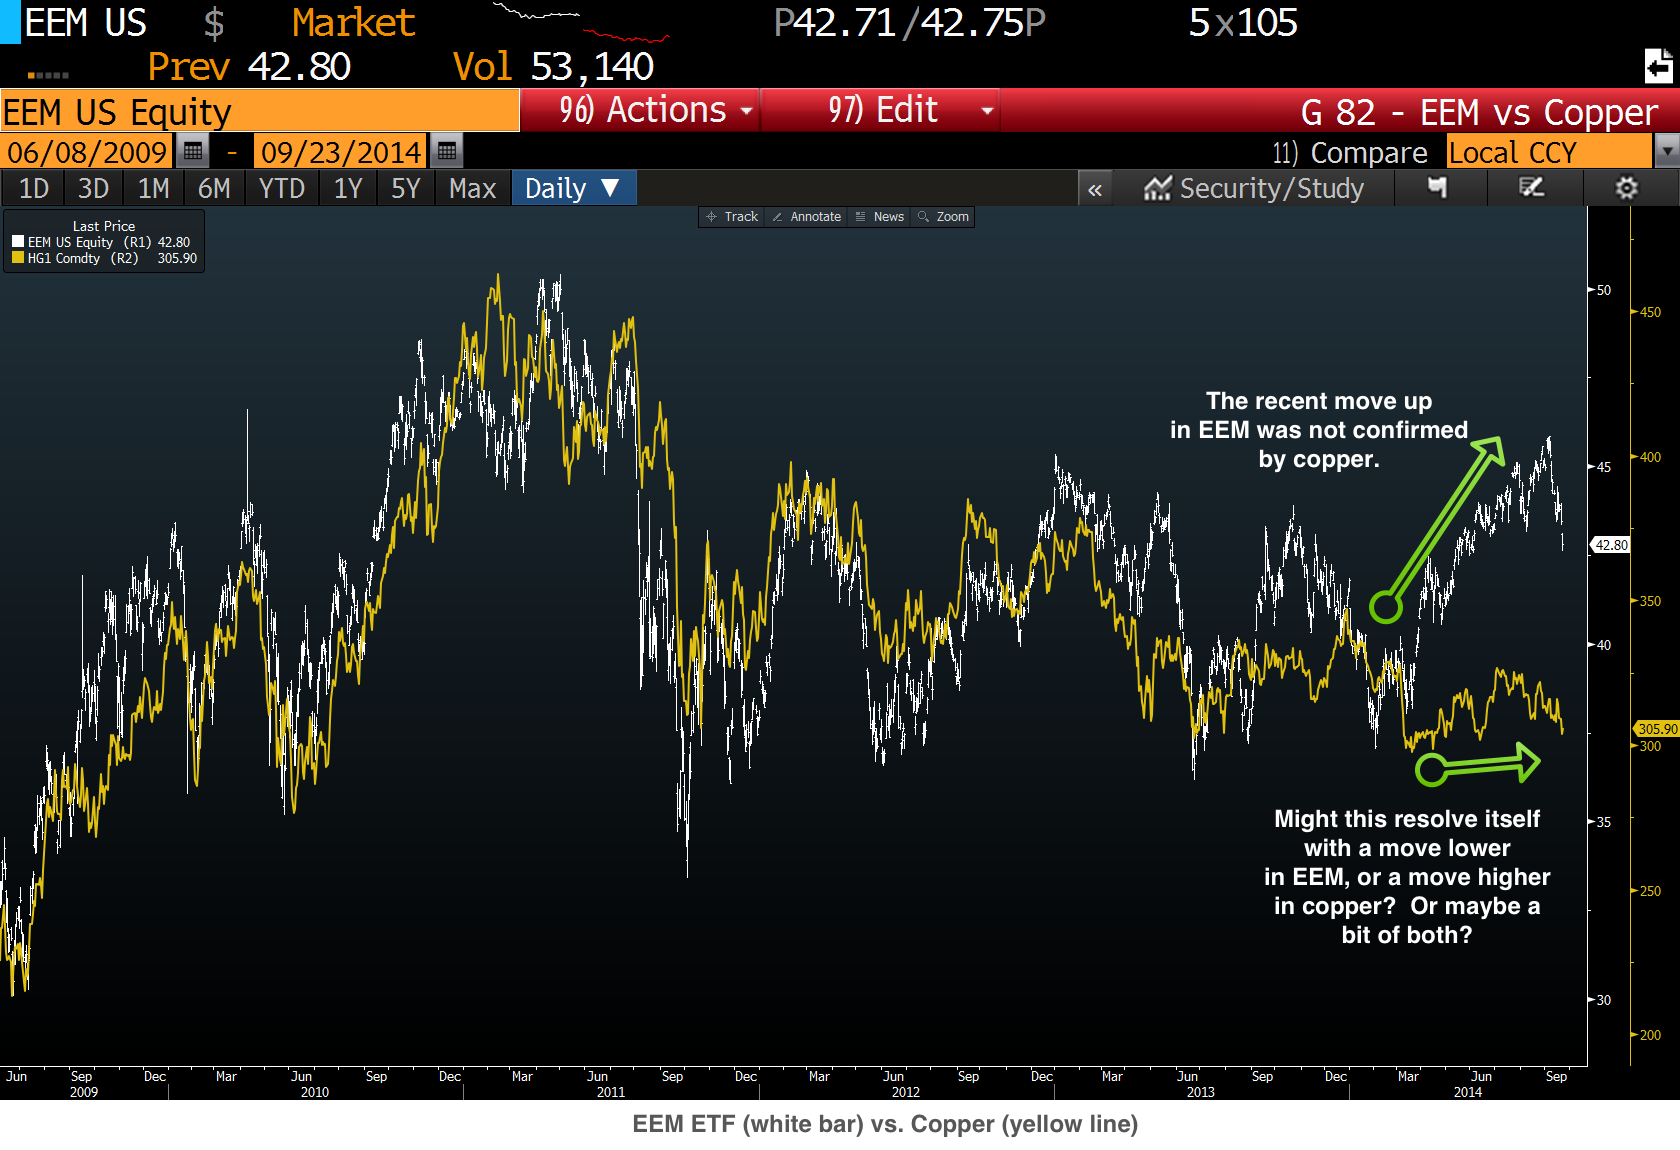 EEM US $ Market P42.71/42.75P 5x105
Prev 42.80 Vol 53,140
EEM US Equity 96) Actions 97) Edit G 82 - EEM vs Copper
06/08/2009 - 09/23/2014 11) Compare Local CCY
1D 3D 1M 6M YTD 1Y 5Y Max Daily ▼ « Security/Study
Track Annotate News Zoom
Last Price
EEM US Equity (R1) 42.80
HG1 Comdty (R2) 305.90
50
450
The recent move up
in EEM was not confirmed
by copper.
400
45
42.80
350
40
305.90
300
Might this resolve itself
with a move lower
in EEM, or a move higher
in copper? Or maybe a
bit of both?
35
250
30
200
Jun Sep Dec Mar Jun Sep Dec Mar Jun Sep Dec Mar Jun Sep Dec Mar Jun Sep Dec Mar Jun Sep
2009 2010 2011 2012 2013 2014
EEM ETF (white bar) vs. Copper (yellow line)